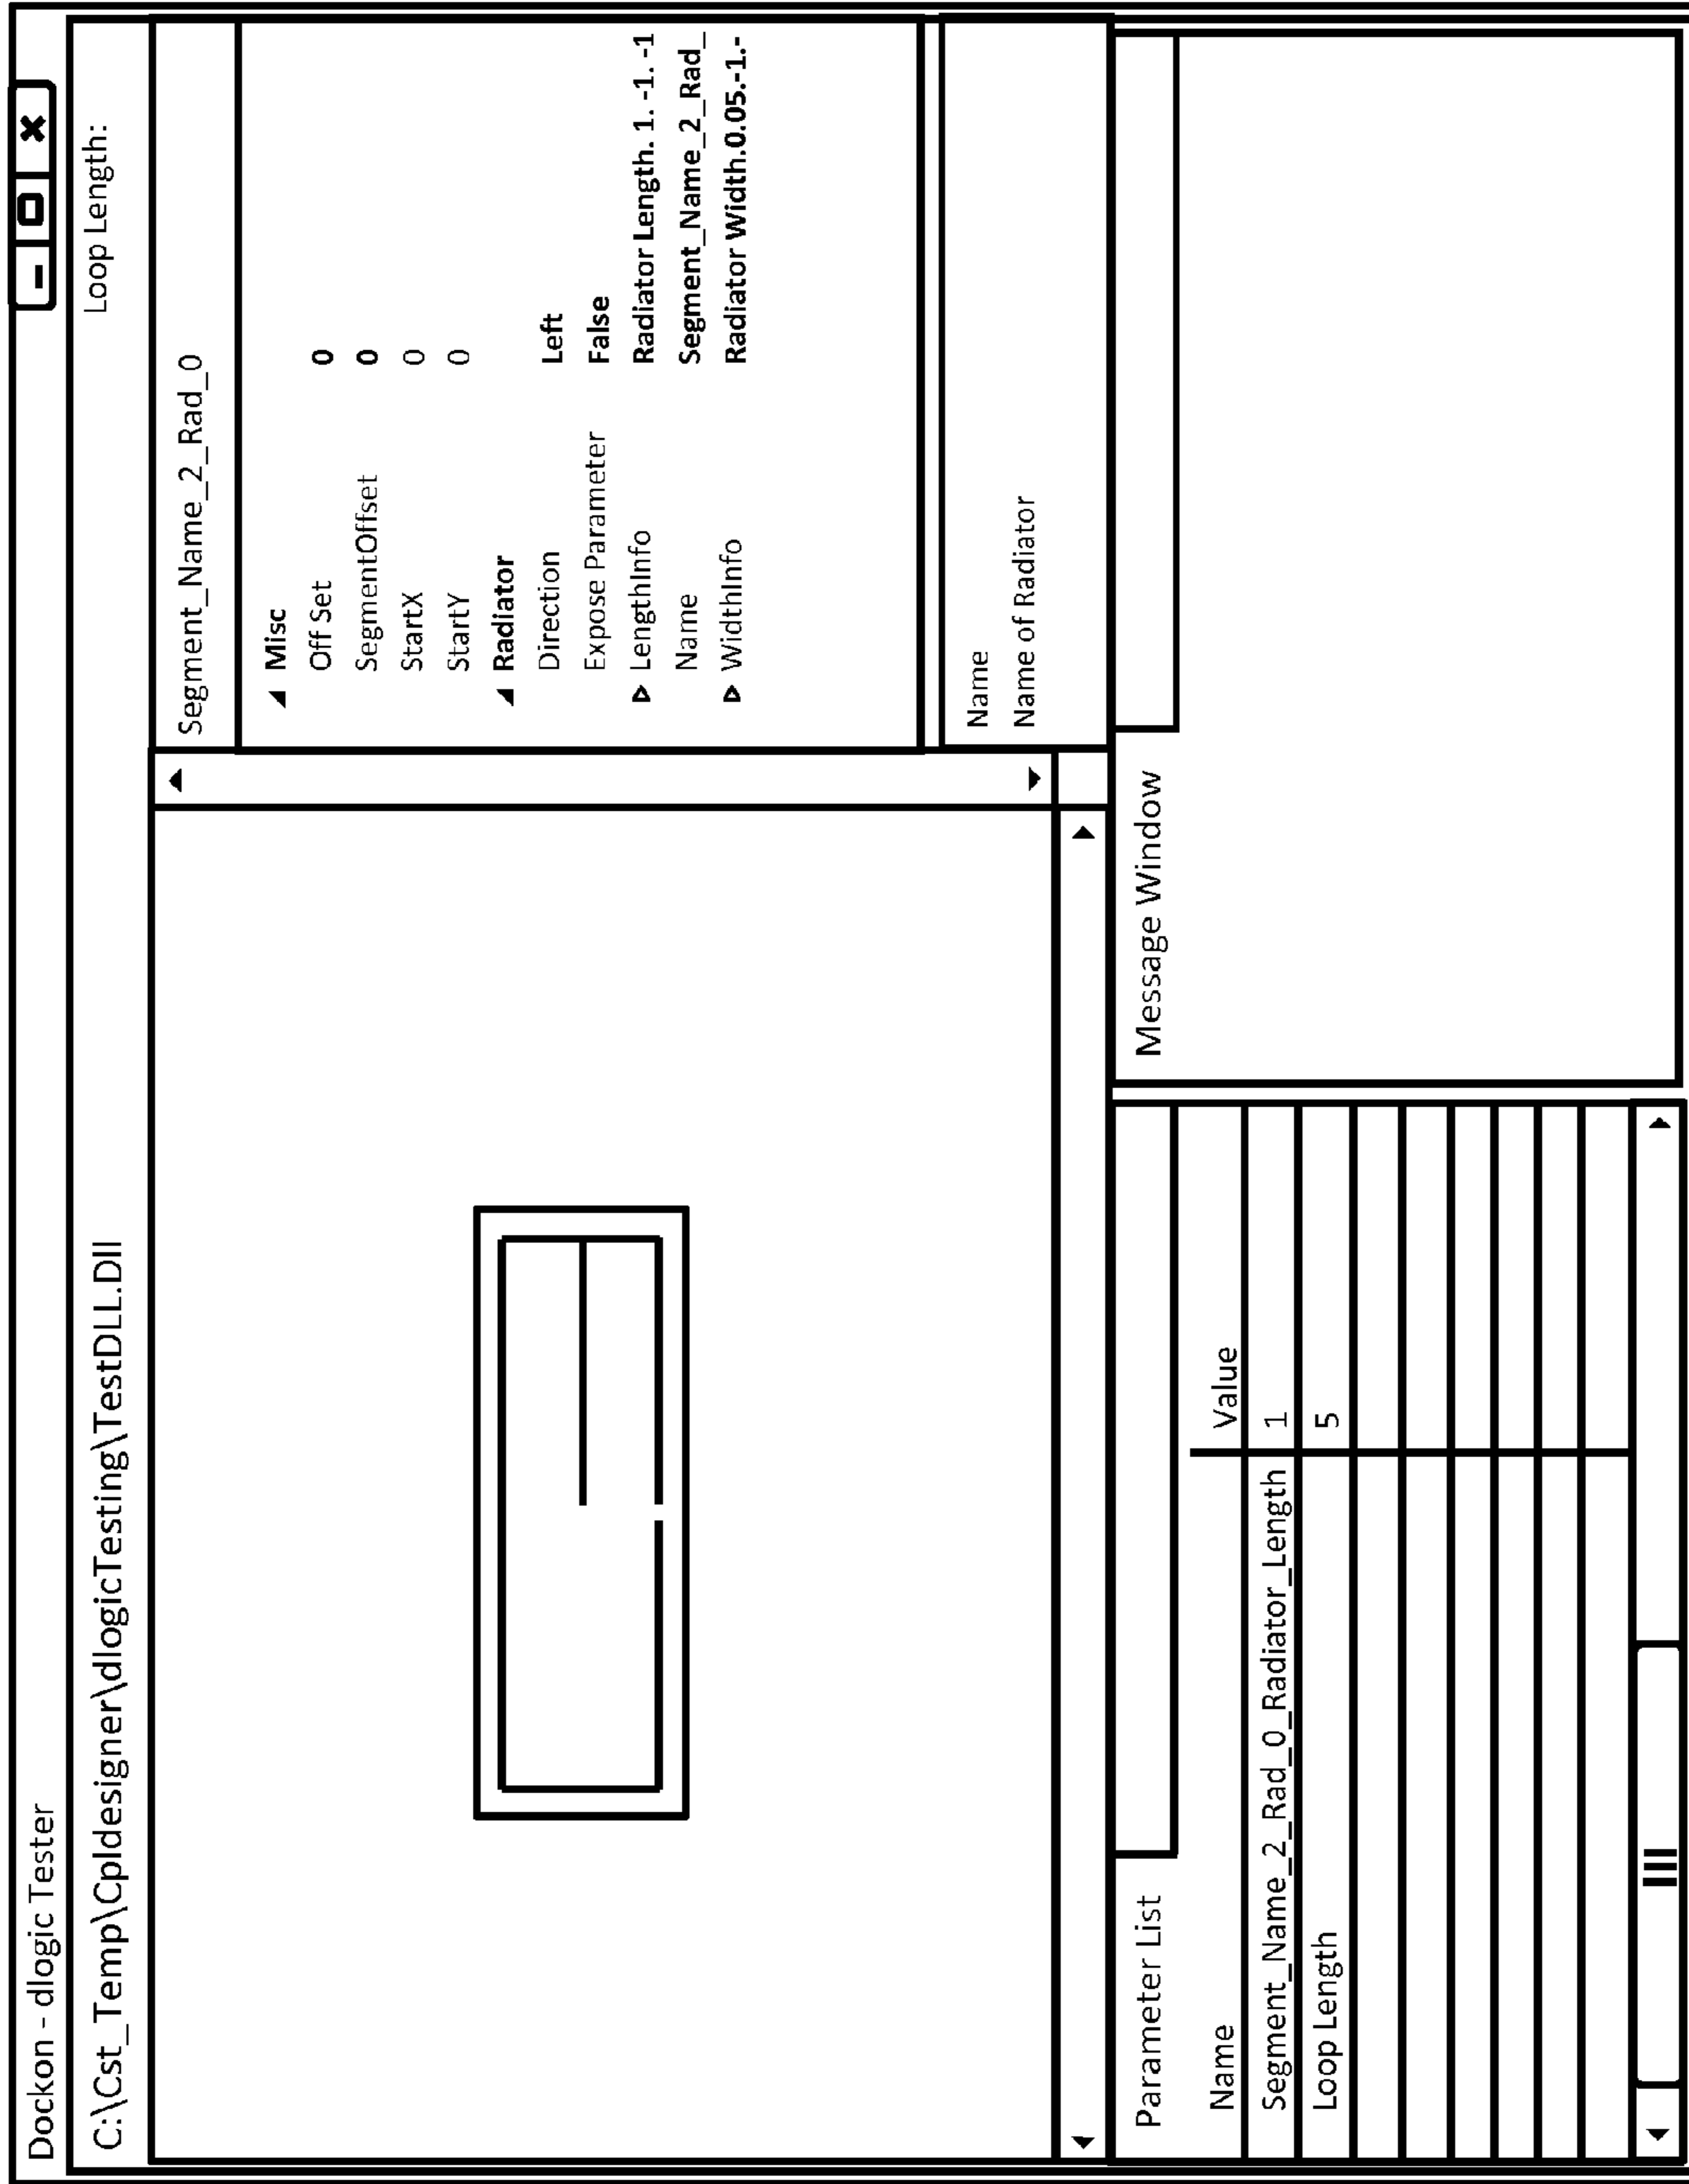 Dockon - dlogic Tester
C:\Cst_Temp\Cpldesigner\dlogicTesting\TestDLL.Dll
Loop Length:
Segment_Name_2_Rad_0
Misc
Off Set 0
SegmentOffset 0
StartX 0
StartY 0
Radiator
Direction Left
Expose Parameter False
LengthInfo Radiator Length. 1. -1. -1
Name Segment_Name_2_Rad_
WidthInfo Radiator Width.0.05.-1.-
Name
Name of Radiator
Parameter List
Name Value
Segment_Name_2_Rad_0_Radiator_Length 1
Loop Length 5
Message Window